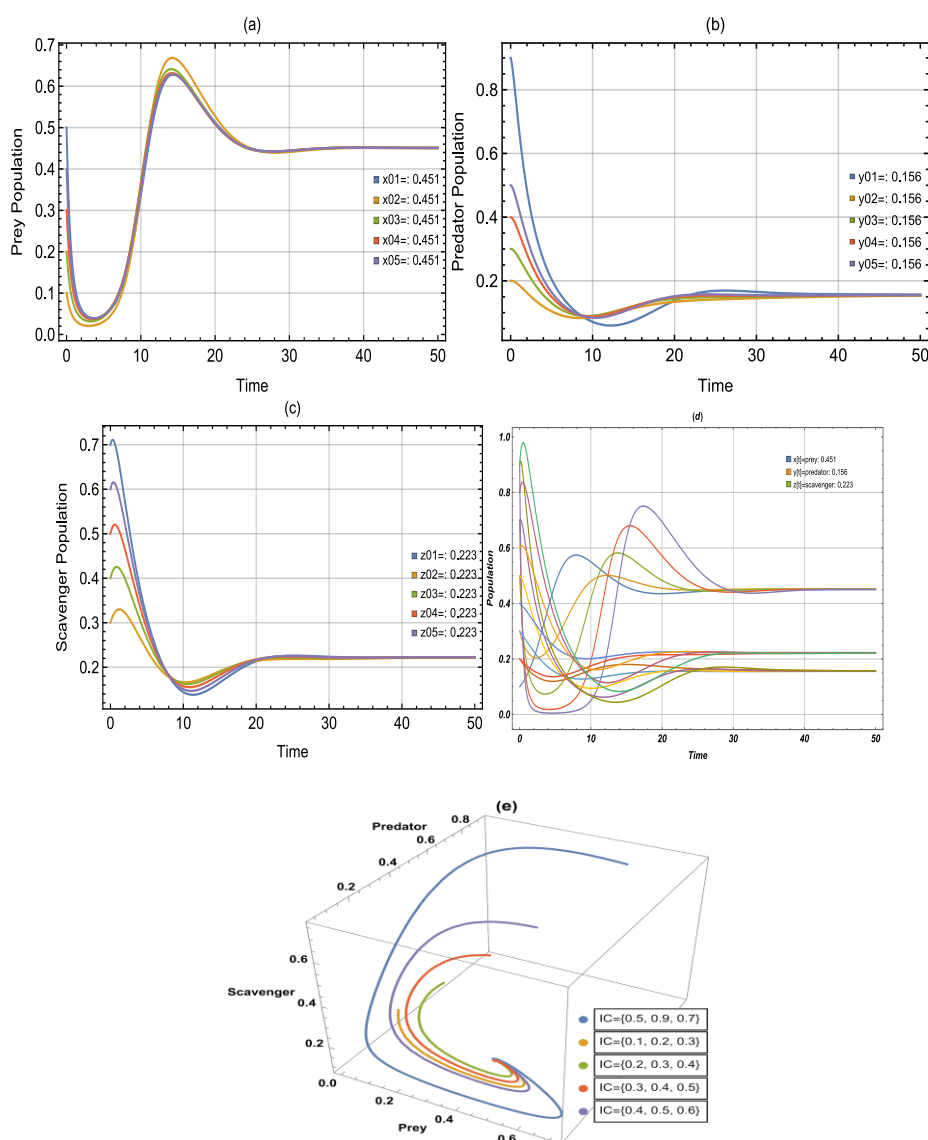 (a)
0.7
0.6
0.5
0.4
0.3
0.2
0.1
0.0
Prey Population
x01=: 0.451
x02=: 0.451
x03=: 0.451
x04=: 0.451
x05=: 0.451
0 10 20 30 40 50
Time
(b)
0.8
0.6
0.4
0.2
Predator Population
y01=: 0.156
y02=: 0.156
y03=: 0.156
y04=: 0.156
y05=: 0.156
0 10 20 30 40 50
Time
(c)
0.7
0.6
0.5
0.4
0.3
0.2
Scavenger Population
z01=: 0.223
z02=: 0.223
z03=: 0.223
z04=: 0.223
z05=: 0.223
0 10 20 30 40 50
Time
(d)
1.0
0.8
0.6
0.4
0.2
0.0
Population
x[t]=prey: 0.451
y[t]=predator: 0.156
z[t]=scavenger: 0.223
0 10 20 30 40 50
Time
(e)
Predator
0.8
0.6
0.4
0.2
Scavenger
0.6
0.4
0.2
0.0
0.2
0.4
0.6
Prey
IC={0.5, 0.9, 0.7}
IC={0.1, 0.2, 0.3}
IC={0.2, 0.3, 0.4}
IC={0.3, 0.4, 0.5}
IC={0.4, 0.5, 0.6}